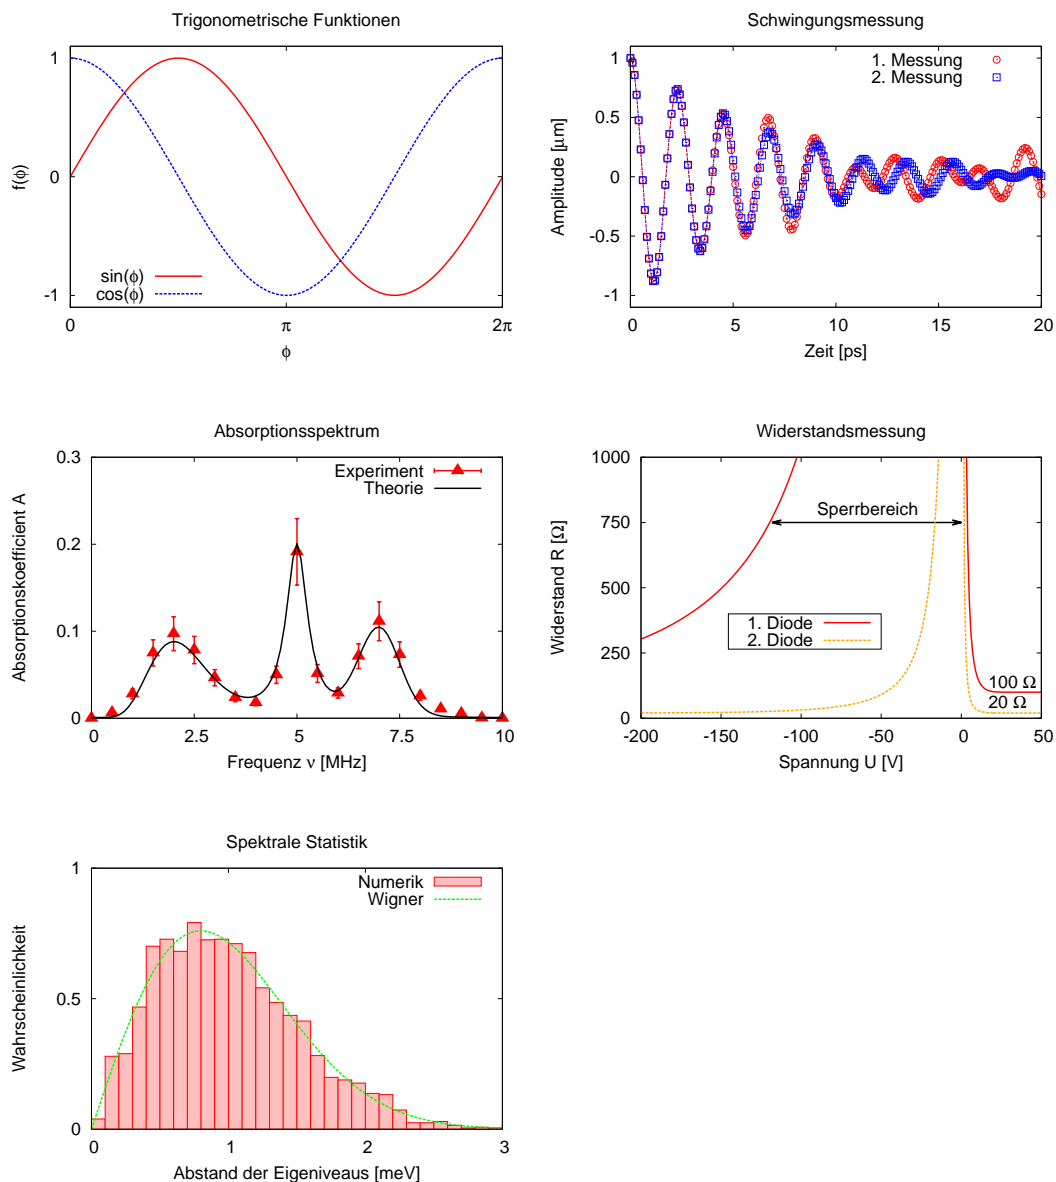 Trigonometrische Funktionen
f(ϕ)
1
0
-1
sin(ϕ)
cos(ϕ)
0 π 2π
ϕ
Schwingungsmessung
Amplitude [µm]
1
0.5
0
-0.5
-1
1. Messung
2. Messung
0 5 10 15 20
Zeit [ps]
Absorptionsspektrum
Absorptionskoefficient A
0.3
0.2
0.1
0
Experiment
Theorie
0 2.5 5 7.5 10
Frequenz ν [MHz]
Widerstandsmessung
Widerstand R [Ω]
1000
750
500
250
0
Sperrbereich
1. Diode
2. Diode
100 Ω
20 Ω
-200 -150 -100 -50 0 50
Spannung U [V]
Spektrale Statistik
Wahrscheinlichkeit
1
0.5
0
Numerik
Wigner
0 1 2 3
Abstand der Eigeniveaus [meV]